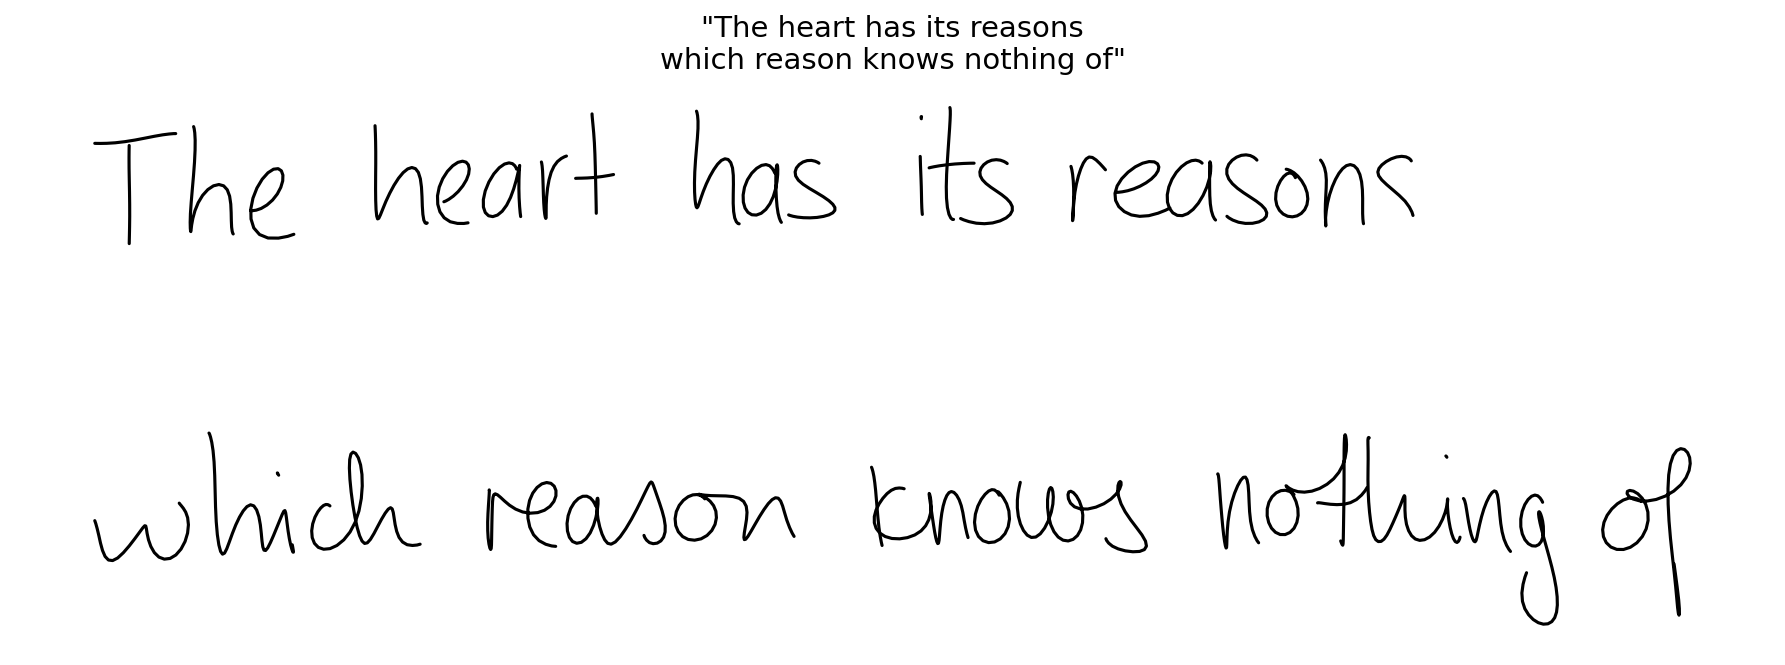 "The heart has its reasons
which reason knows nothing of"
The heart has its reasons
which reason knows nothing of